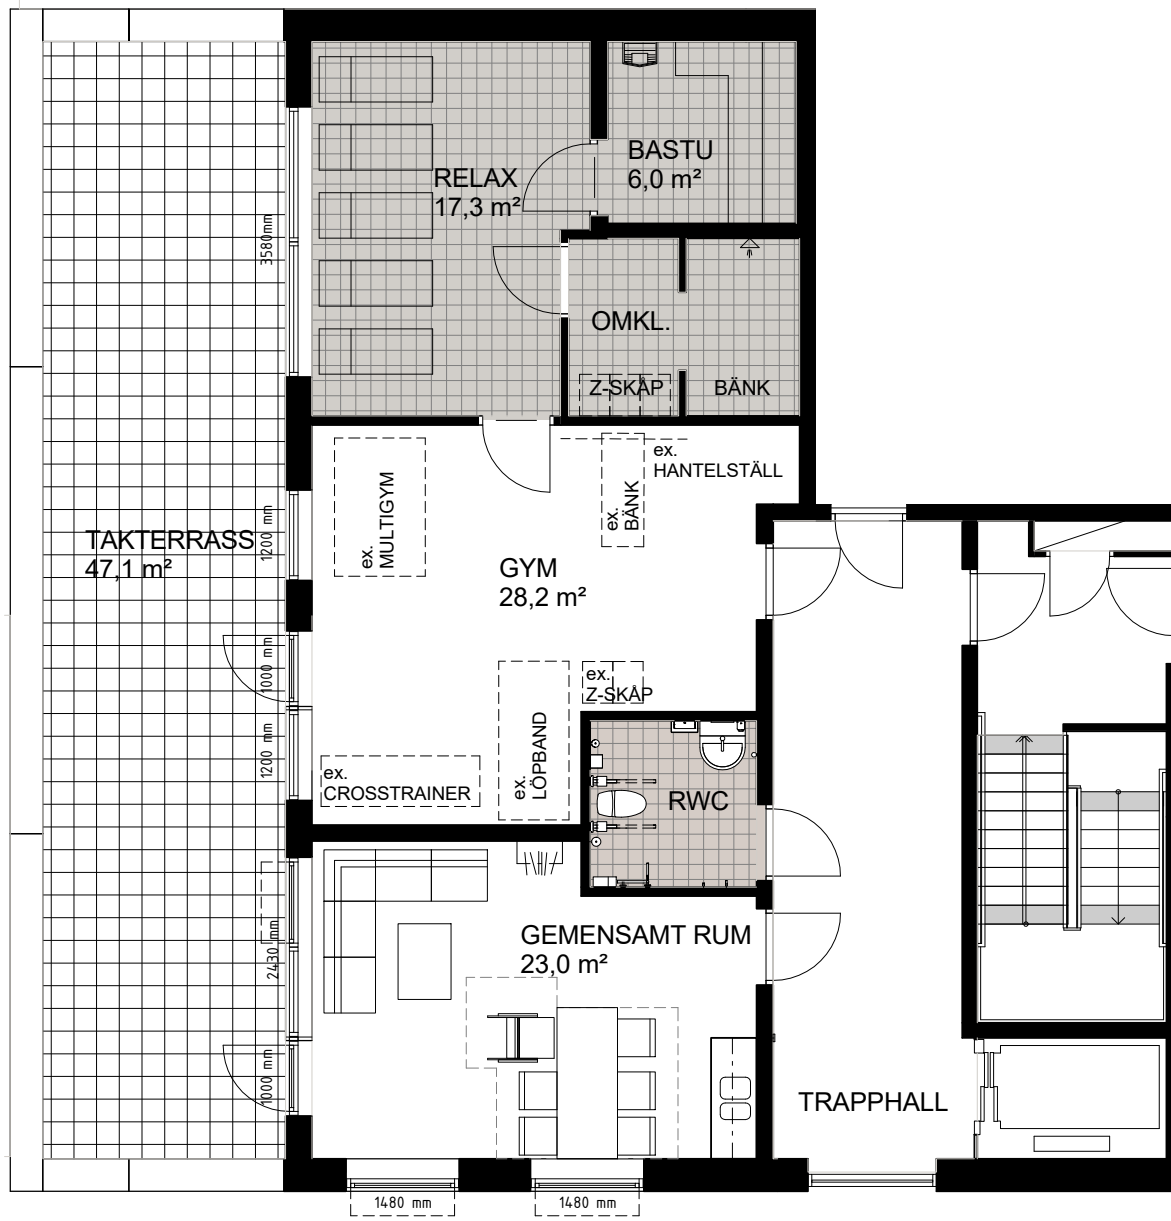 BASTU
6,0 m²
RELAX
17,3 m²
3580mm
OMKL.
Z-SKÅP
BÄNK
ex.
HANTELSTÄLL
ex.
MULTIGYM
ex.
BÄNK
TAKTERRASS
47,1 m²
1200 mm
GYM
28,2 m²
1000 mm
ex.
Z-SKÅP
1200 mm
ex.
CROSSTRAINER
ex.
LÖPBAND
RWC
GEMENSAMT RUM
23,0 m²
2430 mm
1000 mm
TRAPPHALL
1480 mm
1480 mm